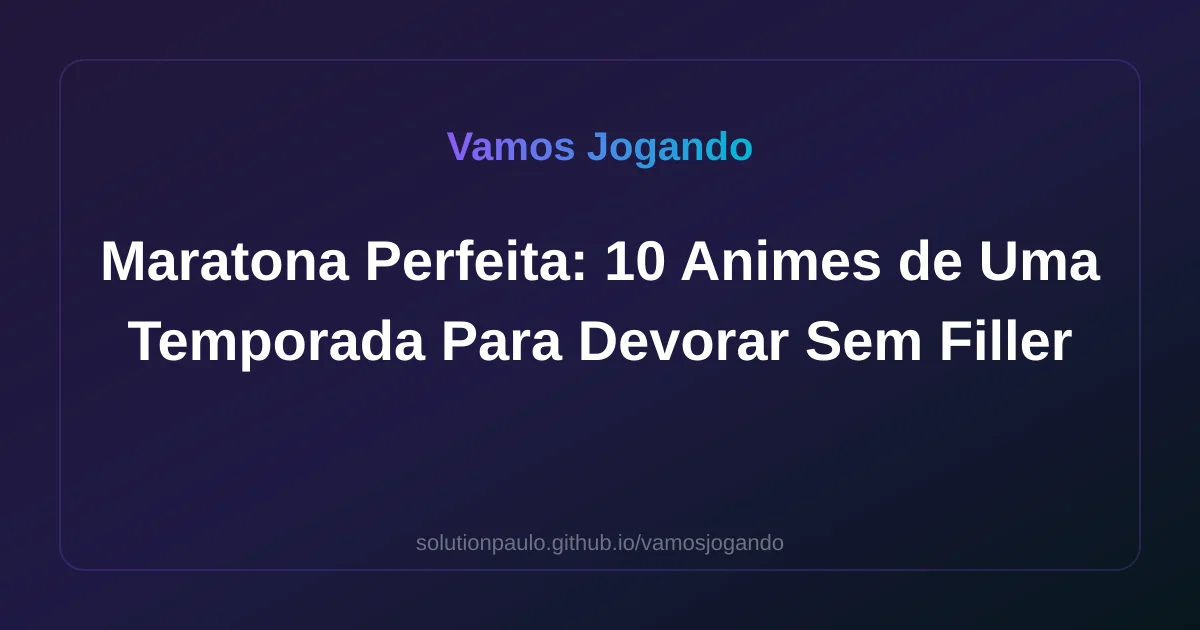 Vamos Jogando
Maratona Perfeita: 10 Animes de Uma
Temporada Para Devorar Sem Filler
solutionpaulo.github.io/vamosjogando